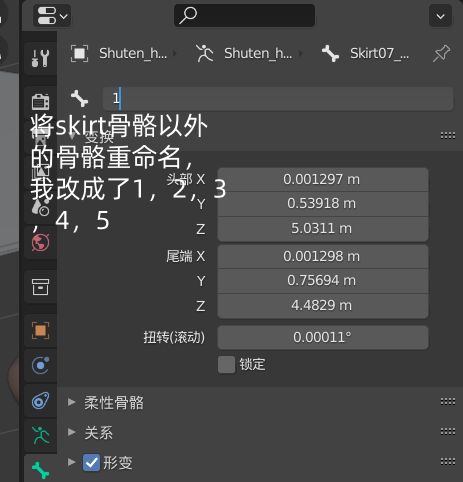 Shuten_h... Shuten_h... Skirt07_...
1
将skirt骨骼以外
的骨骼重命名，
我改成了1，2，3
，4，5
变换
头部 X 0.001297 m
Y 0.53918 m
Z 5.0311 m
尾端 X 0.001298 m
Y 0.75694 m
Z 4.4829 m
扭转(滚动) 0.00011°
锁定
柔性骨骼
关系
形变